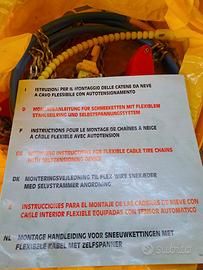 I ISTRUZIONI PER IL MONTAGGIO DELLE CATENE DA NEVE
A CAVO FLESSIBILE CON AUTOTENSIONAMENTO
D MONTAGEANLEITUNG FÜR SCHNEEKETTEN MIT FLEXIBLEM
STAHLSEILRING UND SELBSTSPANNUNGSSYSTEM
F INSTRUCTIONS POUR LE MONTAGE DE CHAÎNES A NEIGE
A CABLE FLEXIBLE AVEC AUTOTENSION
GB MOUNTING INSTRUCTIONS FOR FLEXIBLE CABLE TIRE CHAINS
WITH SELFTENSIONING DEVICE
DK MONTERINGSVEJLEDNING TIL FLEX-WIRE SNEKÆDER
MED SELVSTRAMMER ANORDNING
E INSTRUCCIONES PARA EL MONTAJE DE LAS CADENAS DE NIEVE CON
CABLE INTERIOR FLEXIBLE EQUIPADAS CON TENSOR AUTOMATICO
NL MONTAGE HANDLEIDING VOOR SNEEUWKETTINGEN MET
FLEXIBELE KABEL MET ZELFSPANNER
Subito